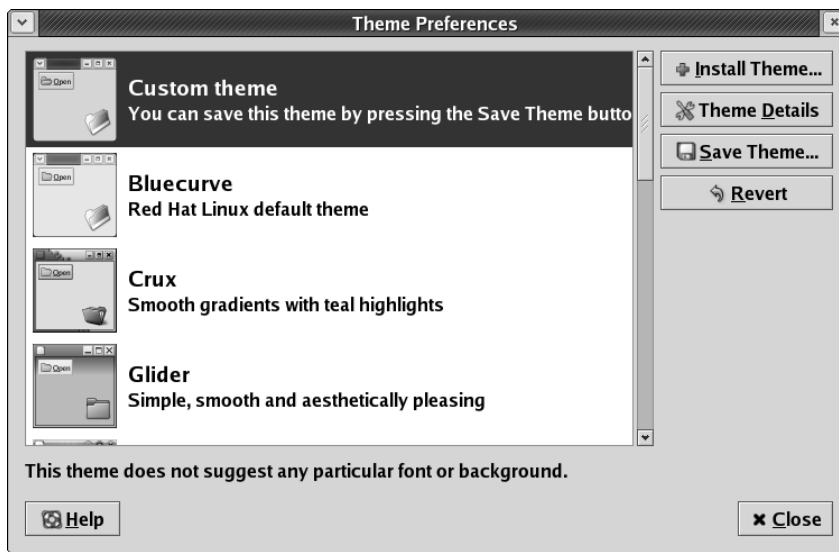 Theme Preferences
Open
Custom theme
You can save this theme by pressing the Save Theme butto
Install Theme...
Theme Details
Save Theme...
Revert
Open
Bluecurve
Red Hat Linux default theme
Open
Crux
Smooth gradients with teal highlights
Open
Glider
Simple, smooth and aesthetically pleasing
This theme does not suggest any particular font or background.
Help
Close